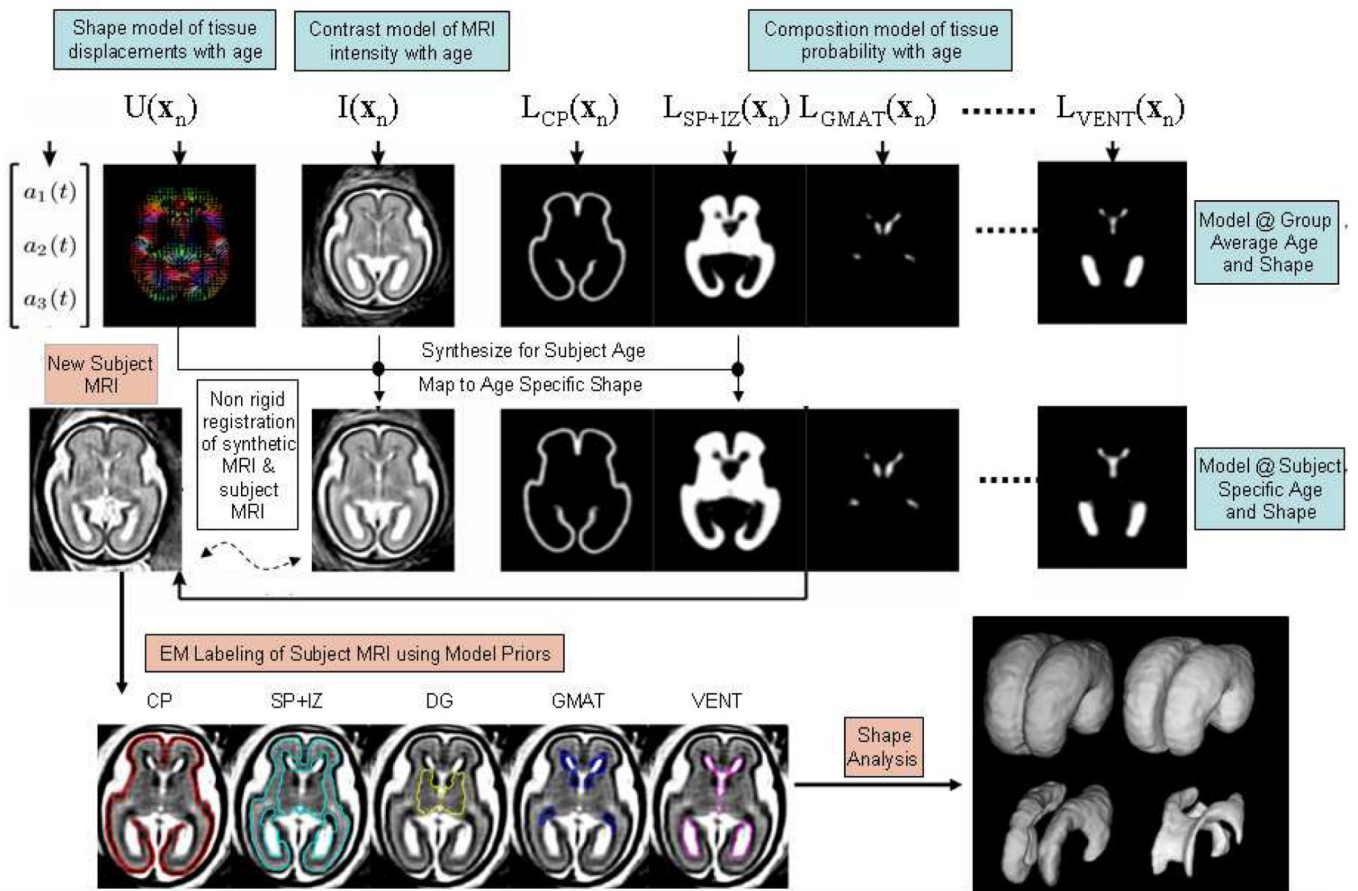 Shape model of tissue
displacements with age
Contrast model of MRI
intensity with age
Composition model of tissue
probability with age
U(xₙ)
I(xₙ)
L_CP(xₙ)
L_SP+IZ(xₙ)
L_GMAT(xₙ)
L_VENT(xₙ)
a₁(t)
a₂(t)
a₃(t)
Model @ Group
Average Age
and Shape
New Subject
MRI
Synthesize for Subject Age
Map to Age Specific Shape
Non rigid
registration
of synthetic
MRI &
subject
MRI
Model @ Subject
Specific Age
and Shape
EM Labeling of Subject MRI using Model Priors
CP
SP+IZ
DG
GMAT
VENT
Shape
Analysis